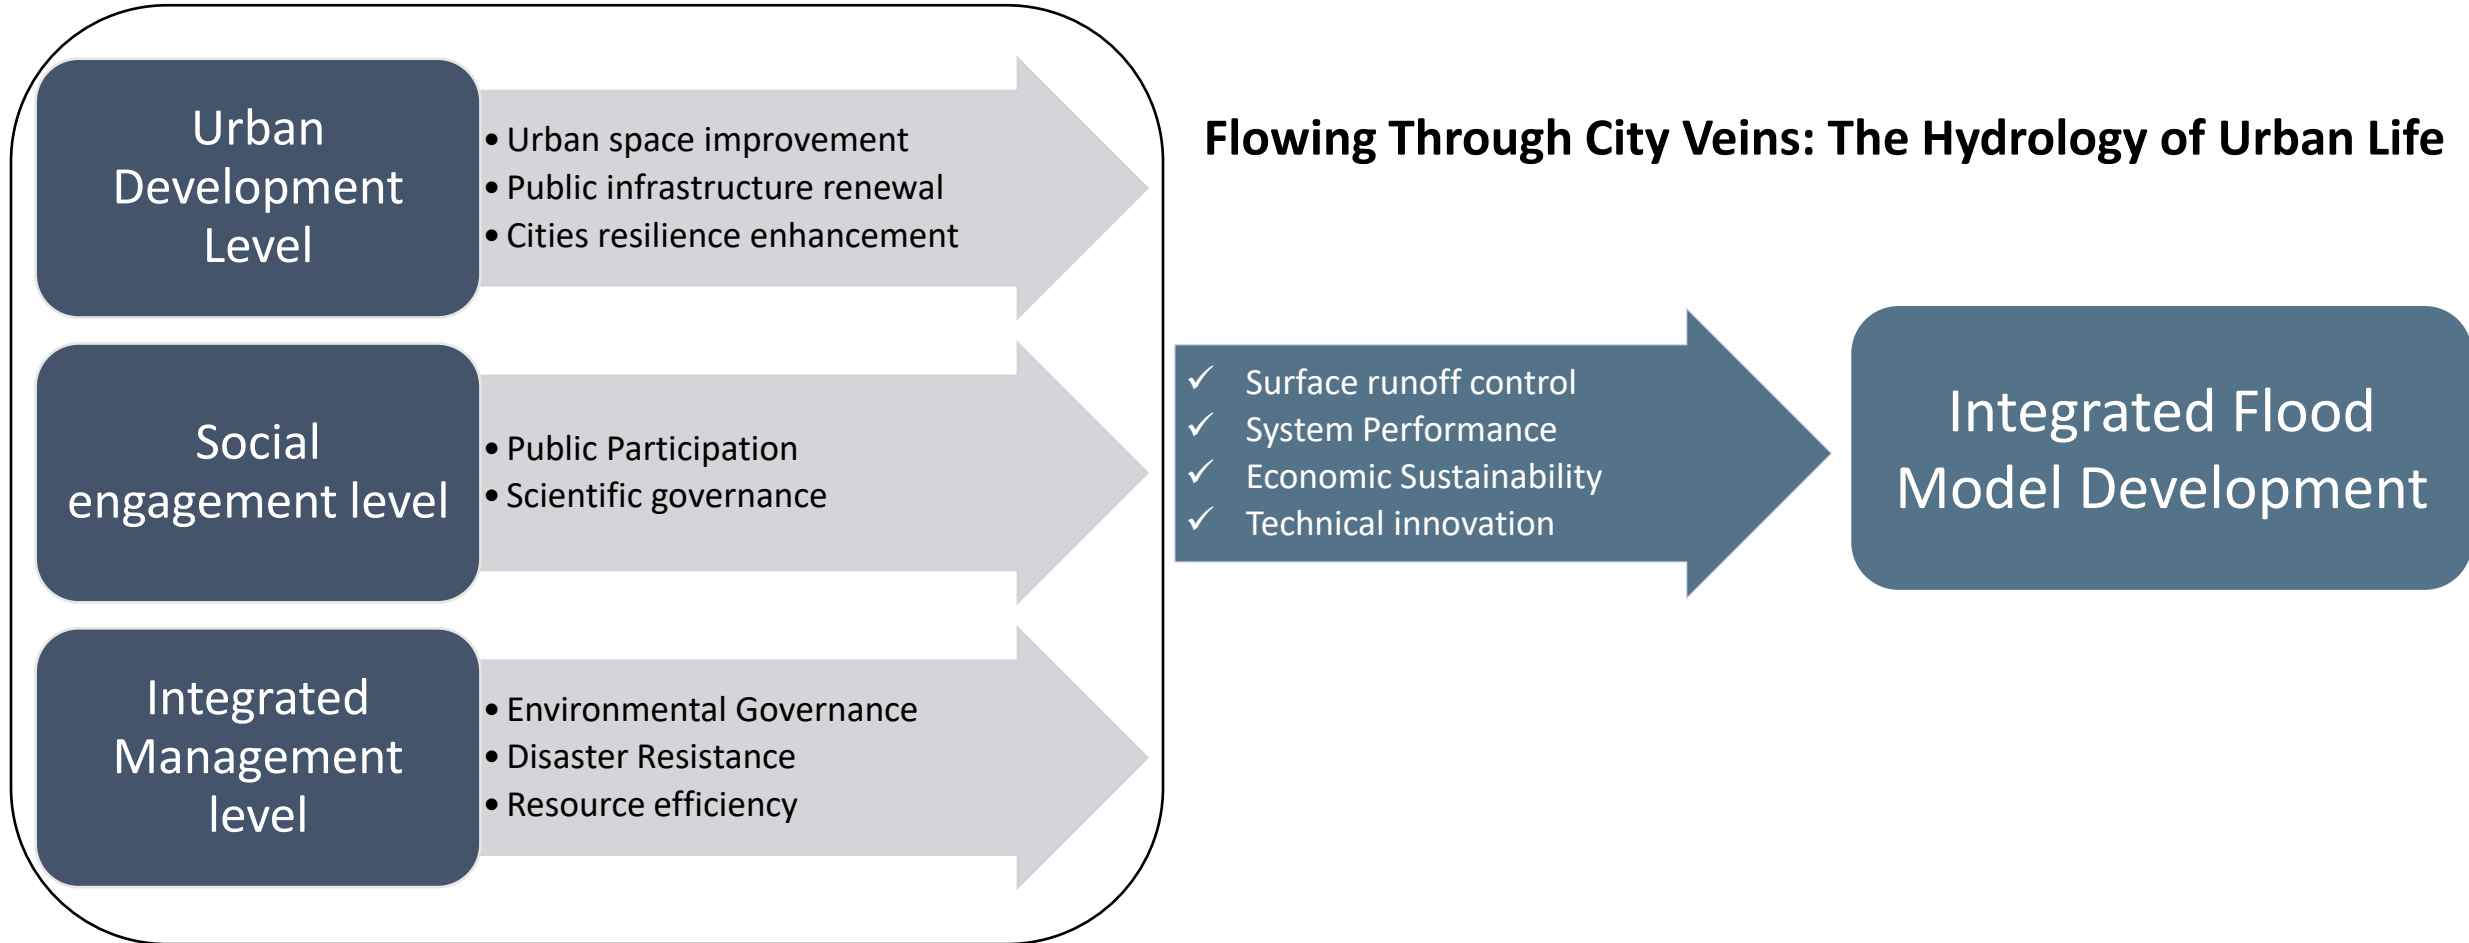 Urban
Development
Level
• Urban space improvement
• Public infrastructure renewal
• Cities resilience enhancement
Flowing Through City Veins: The Hydrology of Urban Life
Social
engagement level
• Public Participation
• Scientific governance
✓ Surface runoff control
✓ System Performance
✓ Economic Sustainability
✓ Technical innovation
Integrated Flood
Model Development
Integrated
Management
level
• Environmental Governance
• Disaster Resistance
• Resource efficiency